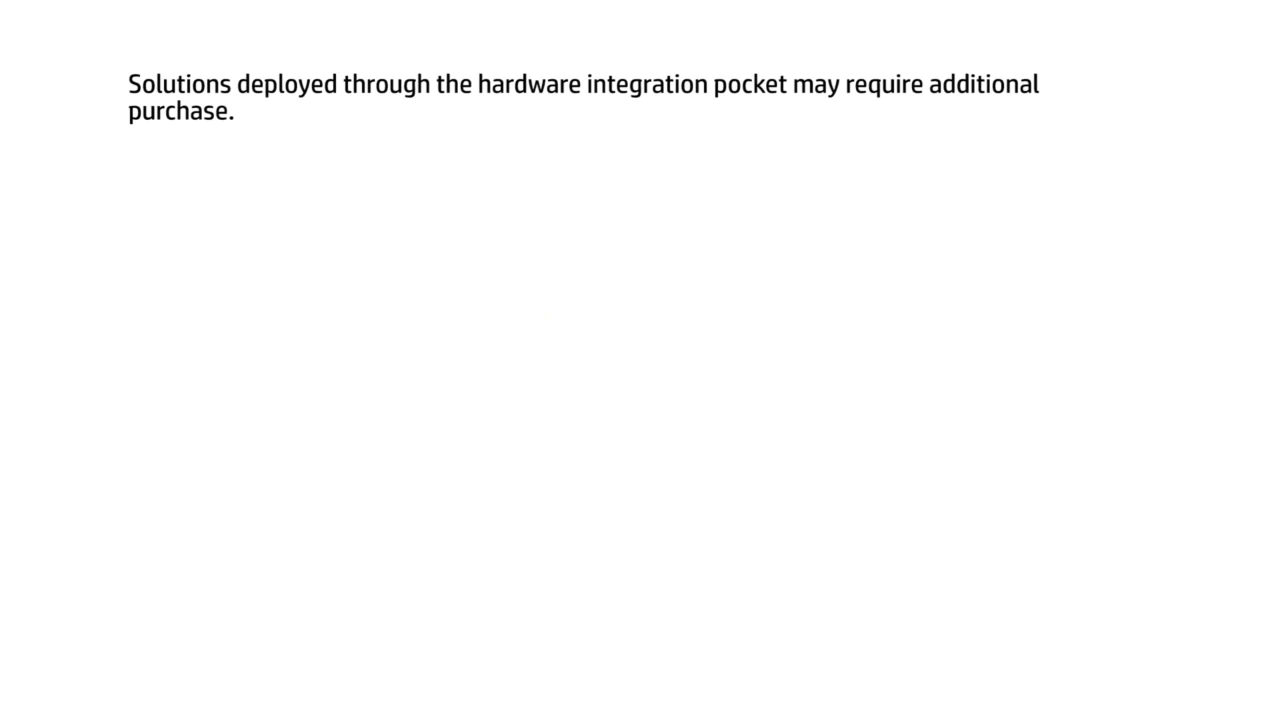 Solutions deployed through the hardware integration pocket may require additional
purchase.